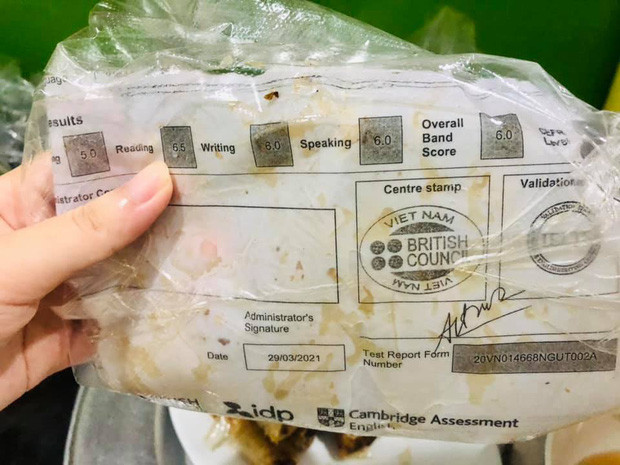 esults
5.0 Reading 6.5 Writing 6.0 Speaking 6.0 Overall Band Score 6.0
Centre stamp
Validation
VIET NAM
BRITISH
COUNCIL
VIET NAM
IELTS
Administrator's
Signature
Date 29/03/2021
Test Report Form
Number
20VN014668NGUT002A
idp
Cambridge Assessment
English